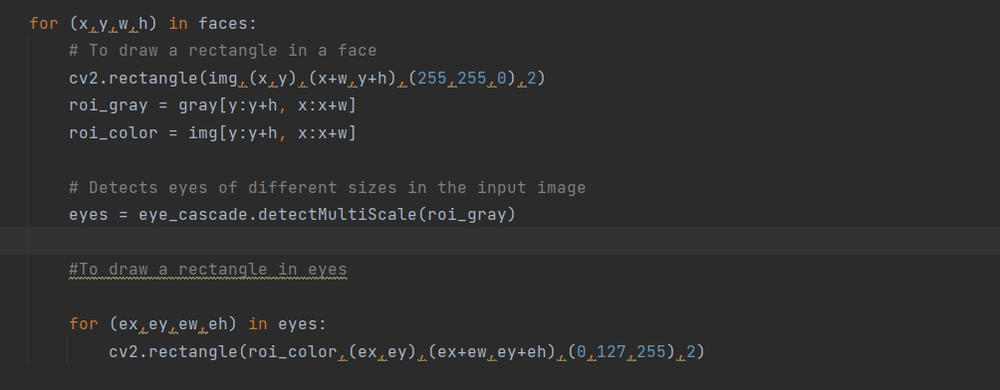 for (x,y,w,h) in faces:
    # To draw a rectangle in a face
    cv2.rectangle(img,(x,y),(x+w,y+h),(255,255,0),2)
    roi_gray = gray[y:y+h, x:x+w]
    roi_color = img[y:y+h, x:x+w]
    # Detects eyes of different sizes in the input image
    eyes = eye_cascade.detectMultiScale(roi_gray)
    #To draw a rectangle in eyes
    for (ex,ey,ew,eh) in eyes:
        cv2.rectangle(roi_color,(ex,ey),(ex+ew,ey+eh),(0,127,255),2)